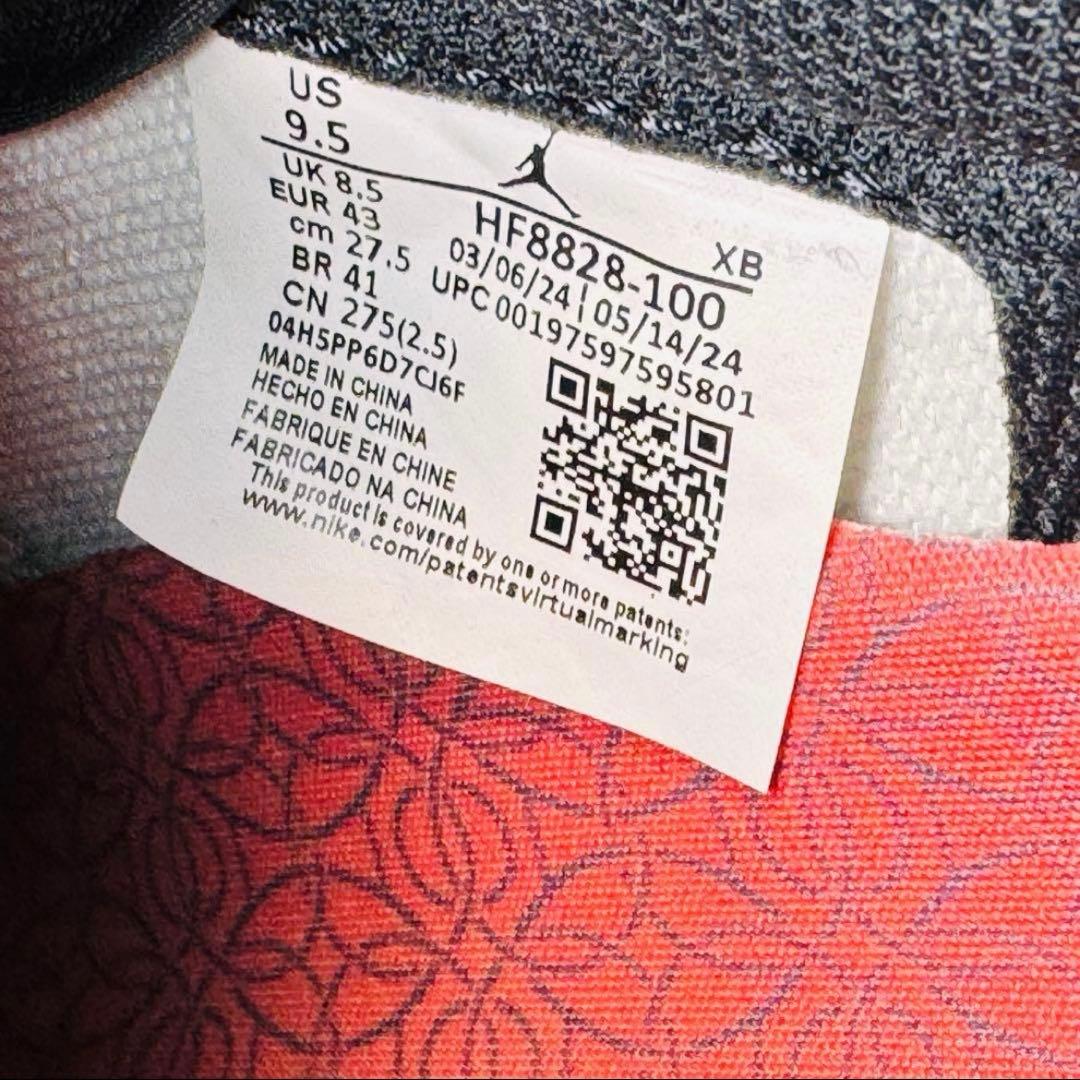 US
9.5
UK 8.5
EUR 43
cm 27.5
BR 41
CN 275(2.5)
04H5PP6D7CJ6F
MADE IN CHINA
HECHO EN CHINA
FABRIQUE EN CHINE
FABRICADO NA CHINA
This product is covered by one or more patents:
www.nike.com/patentsvirtualmarking
XB
HF8828-100
03/06/24 | 05/14/24
UPC 00197597595801